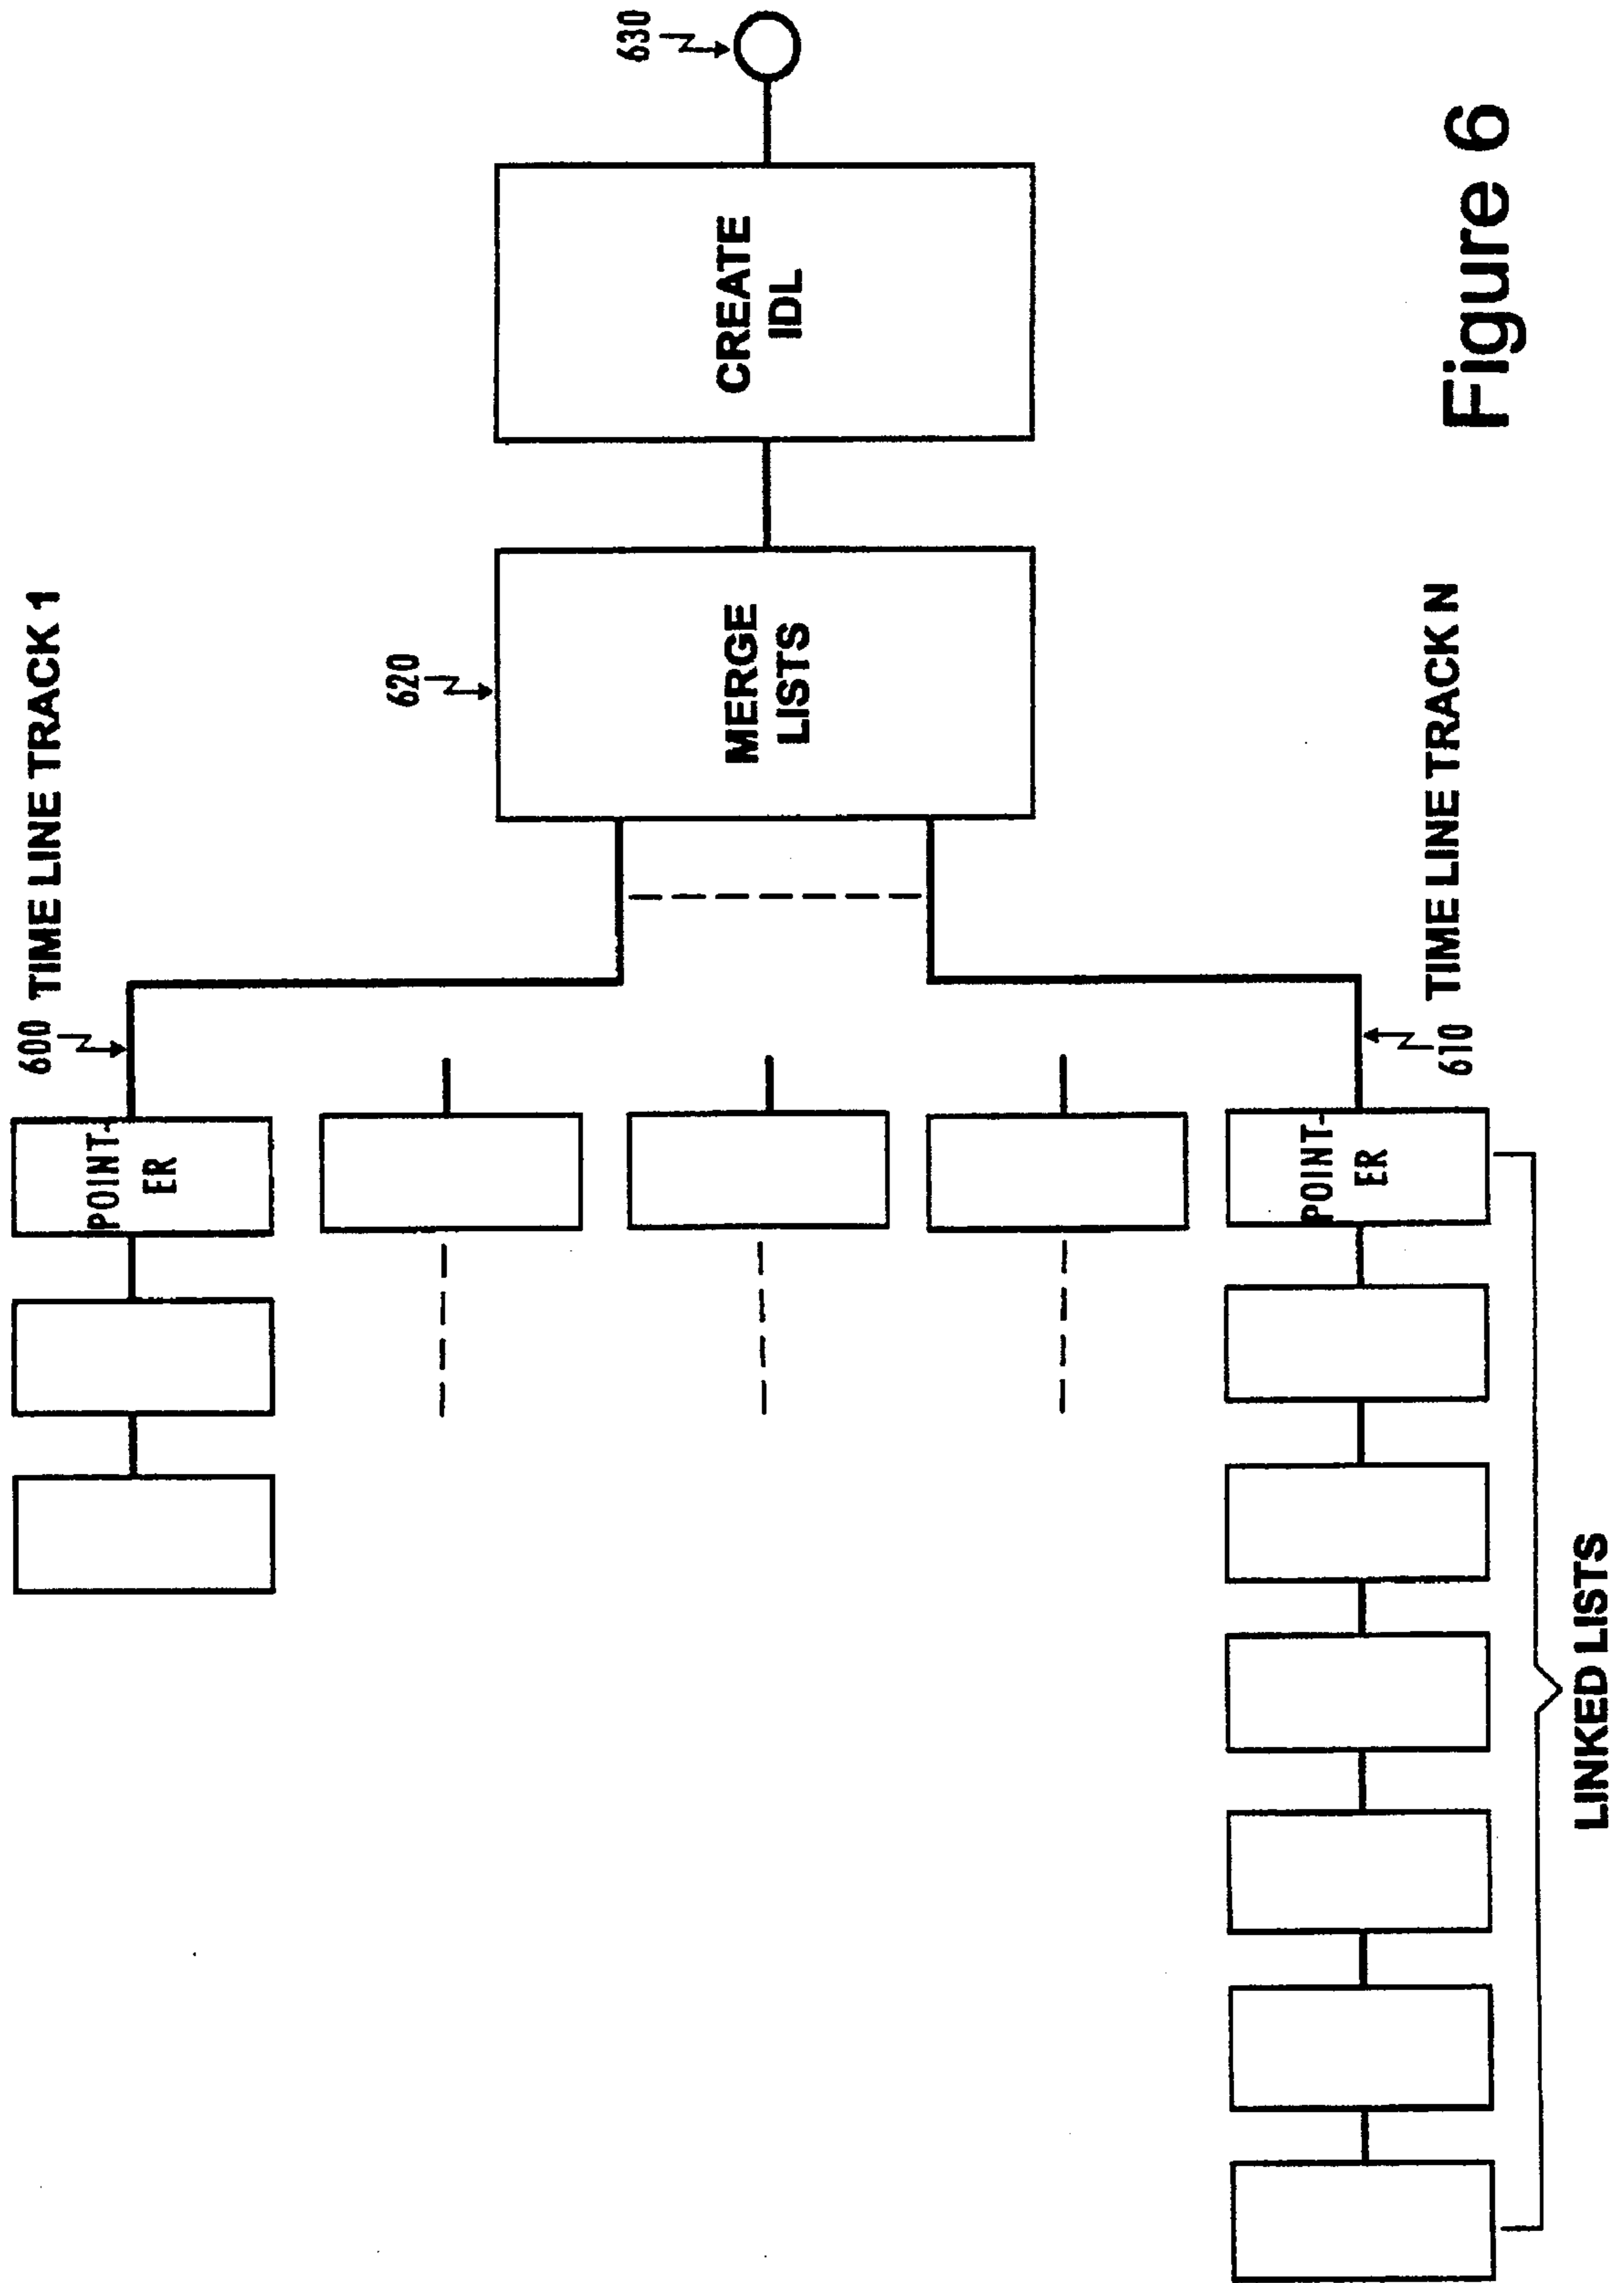 600 TIME LINE TRACK 1
POINT-
ER
620
MERGE
LISTS
CREATE
IDL
630
POINT-
ER
610 TIME LINE TRACK N
LINKED LISTS
Figure 6